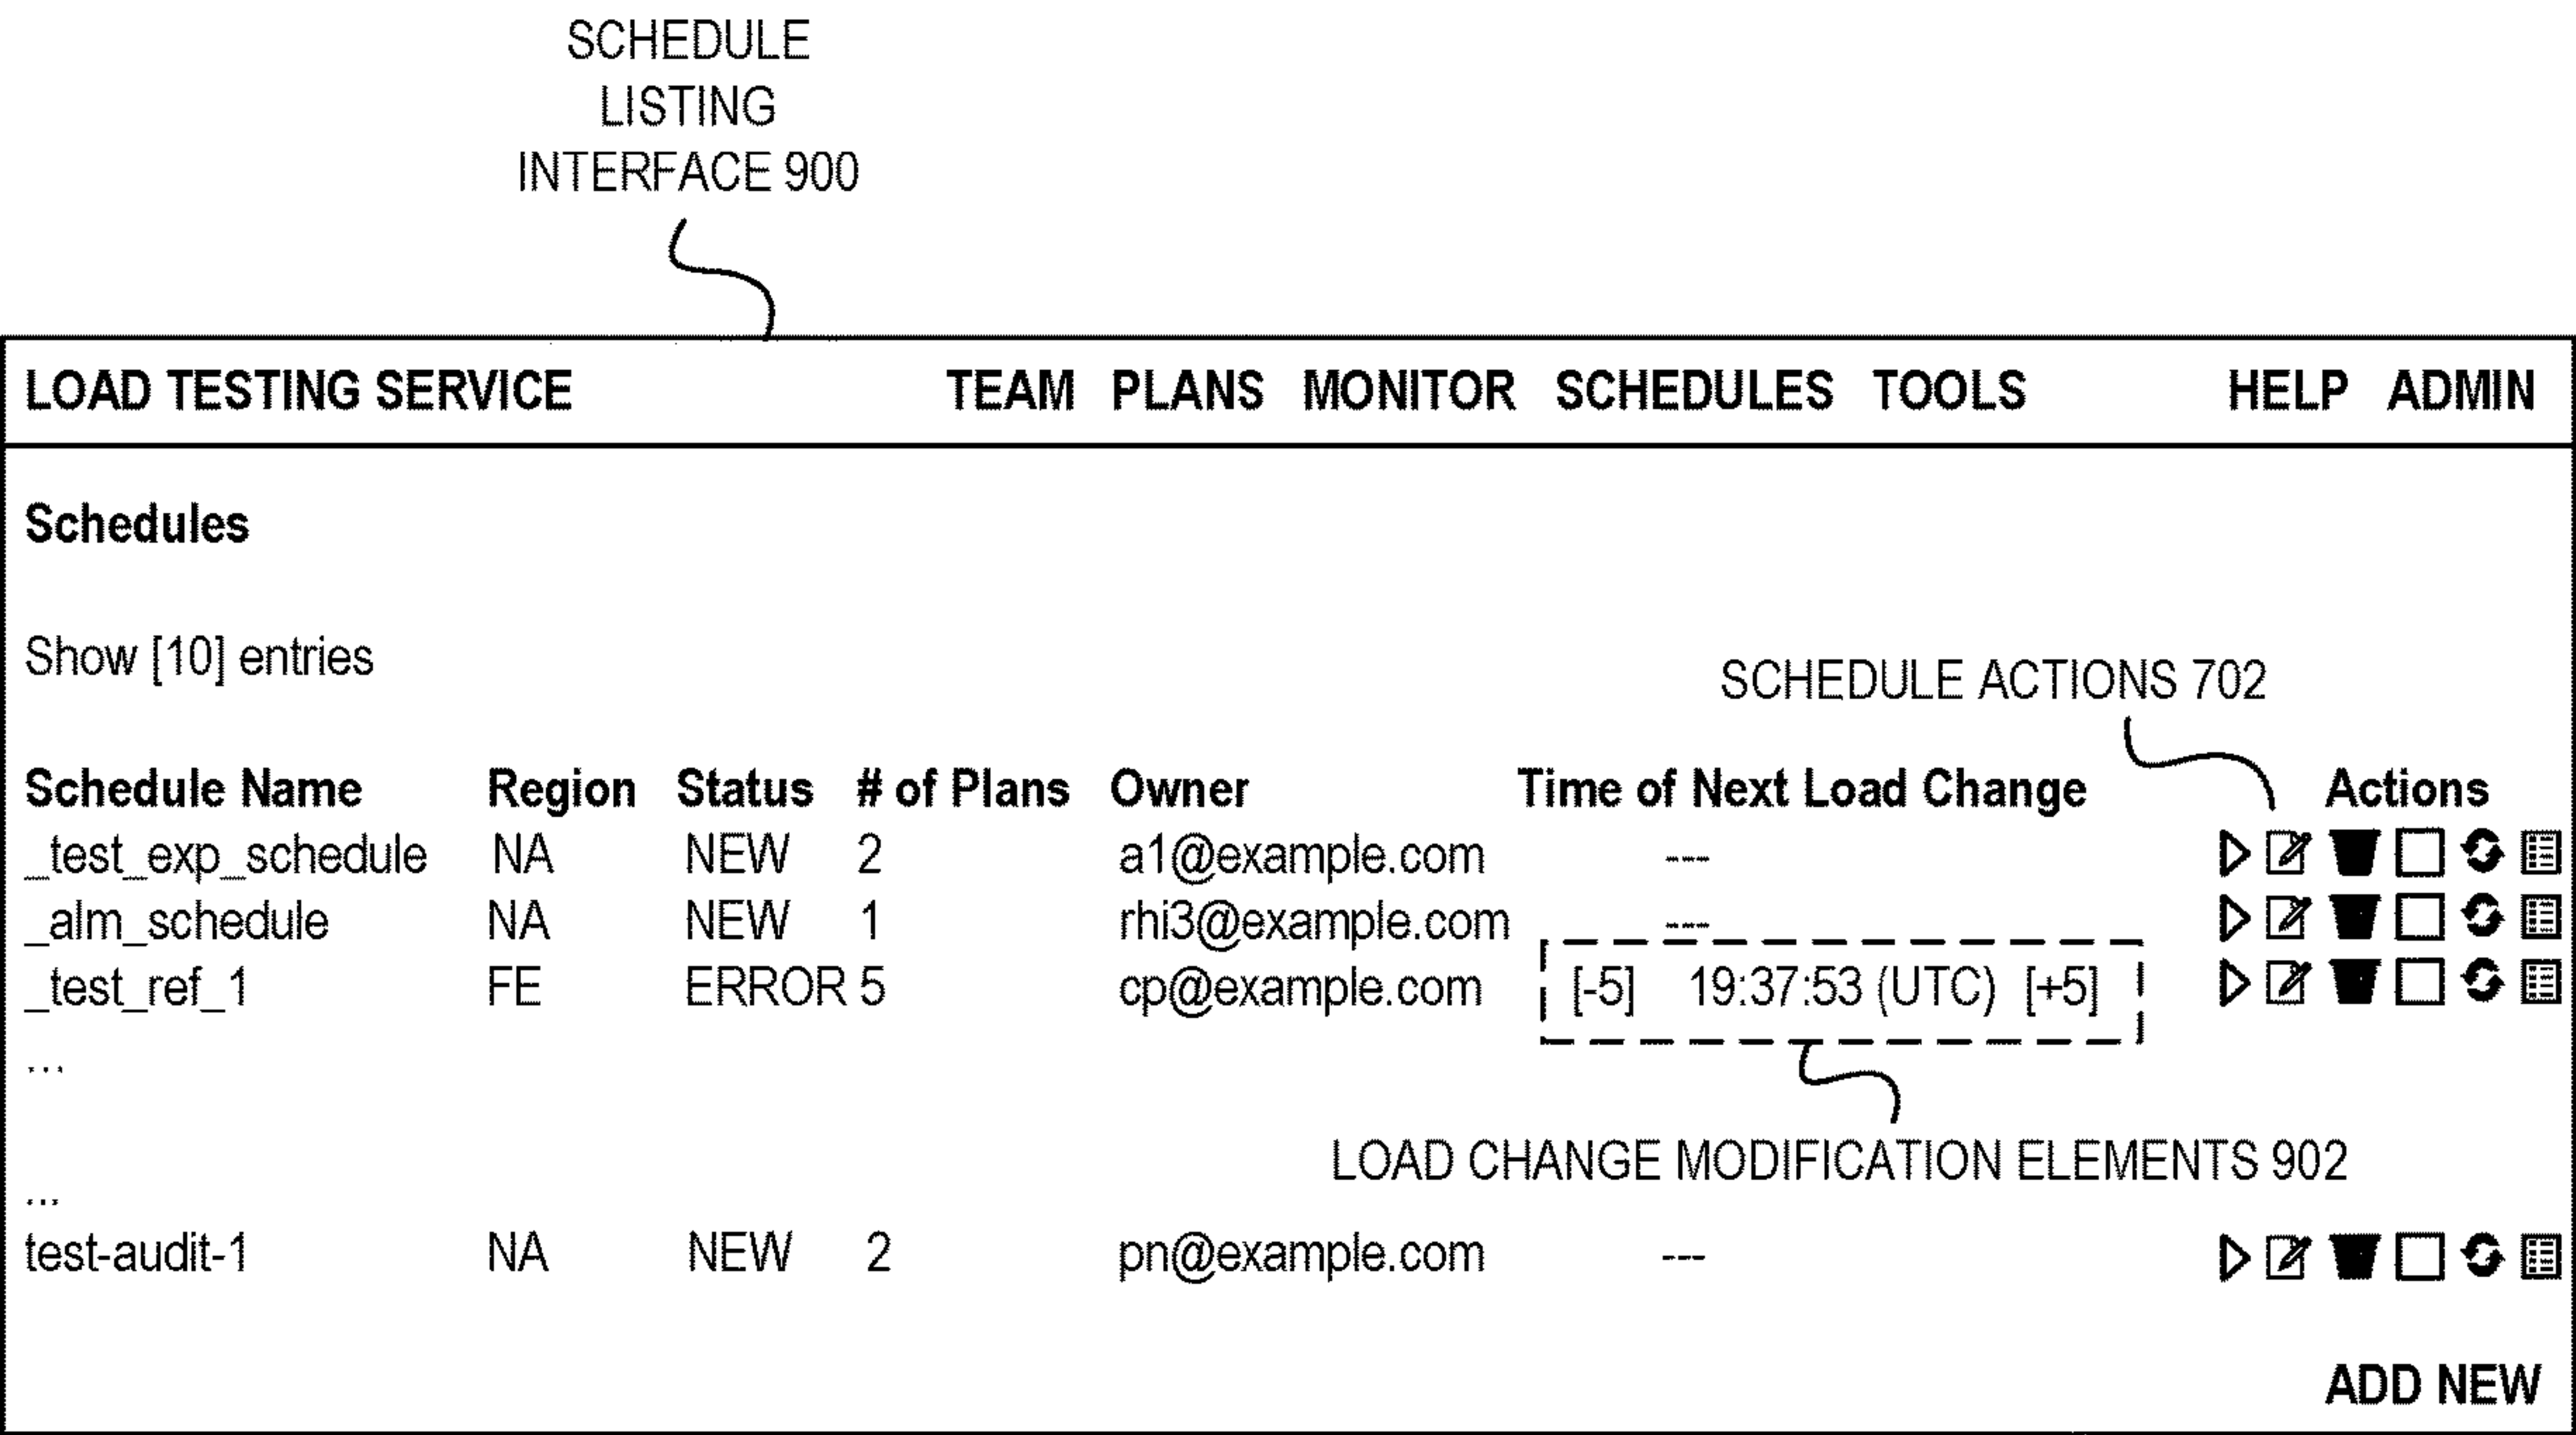 SCHEDULE
LISTING
INTERFACE 900
LOAD TESTING SERVICE TEAM PLANS MONITOR SCHEDULES TOOLS HELP ADMIN
Schedules
Show [10] entries
SCHEDULE ACTIONS 702
Schedule Name Region Status # of Plans Owner Time of Next Load Change Actions
_test_exp_schedule NA NEW 2 a1@example.com ---
_alm_schedule NA NEW 1 rhi3@example.com ---
_test_ref_1 FE ERROR 5 cp@example.com [-5] 19:37:53 (UTC) [+5]
...
LOAD CHANGE MODIFICATION ELEMENTS 902
...
test-audit-1 NA NEW 2 pn@example.com ---
ADD NEW